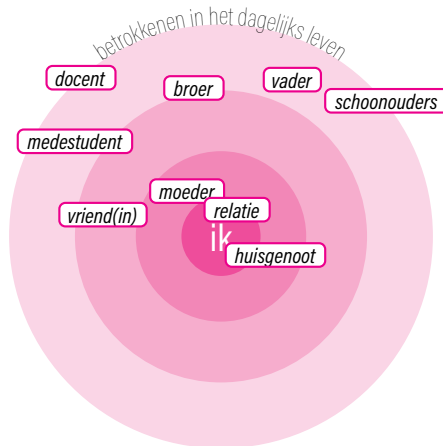 betrokkenen in het dagelijks leven
docent
broer
vader
schoonouders
medestudent
moeder
vriend(in)
relatie
ik
huisgenoot